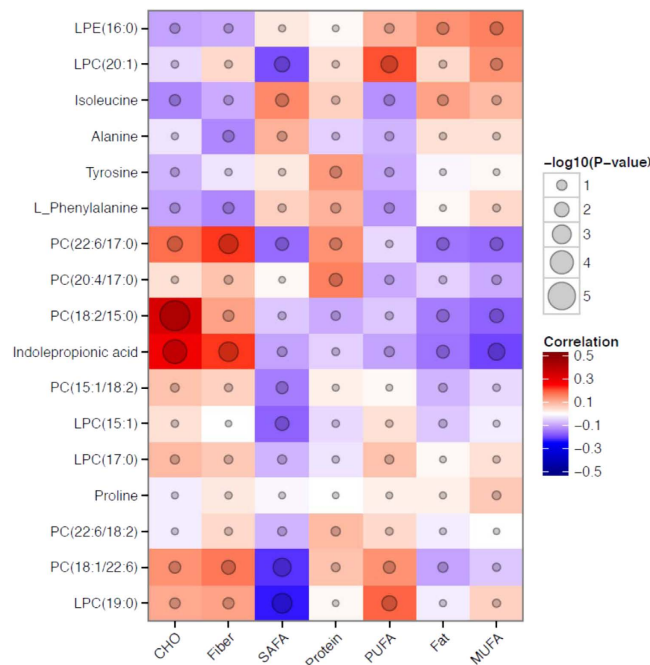 LPE(16:0)
LPC(20:1)
Isoleucine
Alanine
Tyrosine
L_Phenylalanine
PC(22:6/17:0)
PC(20:4/17:0)
PC(18:2/15:0)
Indolepropionic acid
PC(15:1/18:2)
LPC(15:1)
LPC(17:0)
Proline
PC(22:6/18:2)
PC(18:1/22:6)
LPC(19:0)
CHO
Fiber
SAFA
Protein
PUFA
Fat
MUFA
-log10(P-value)
1
2
3
4
5
Correlation
0.5
0.3
0.1
-0.1
-0.3
-0.5